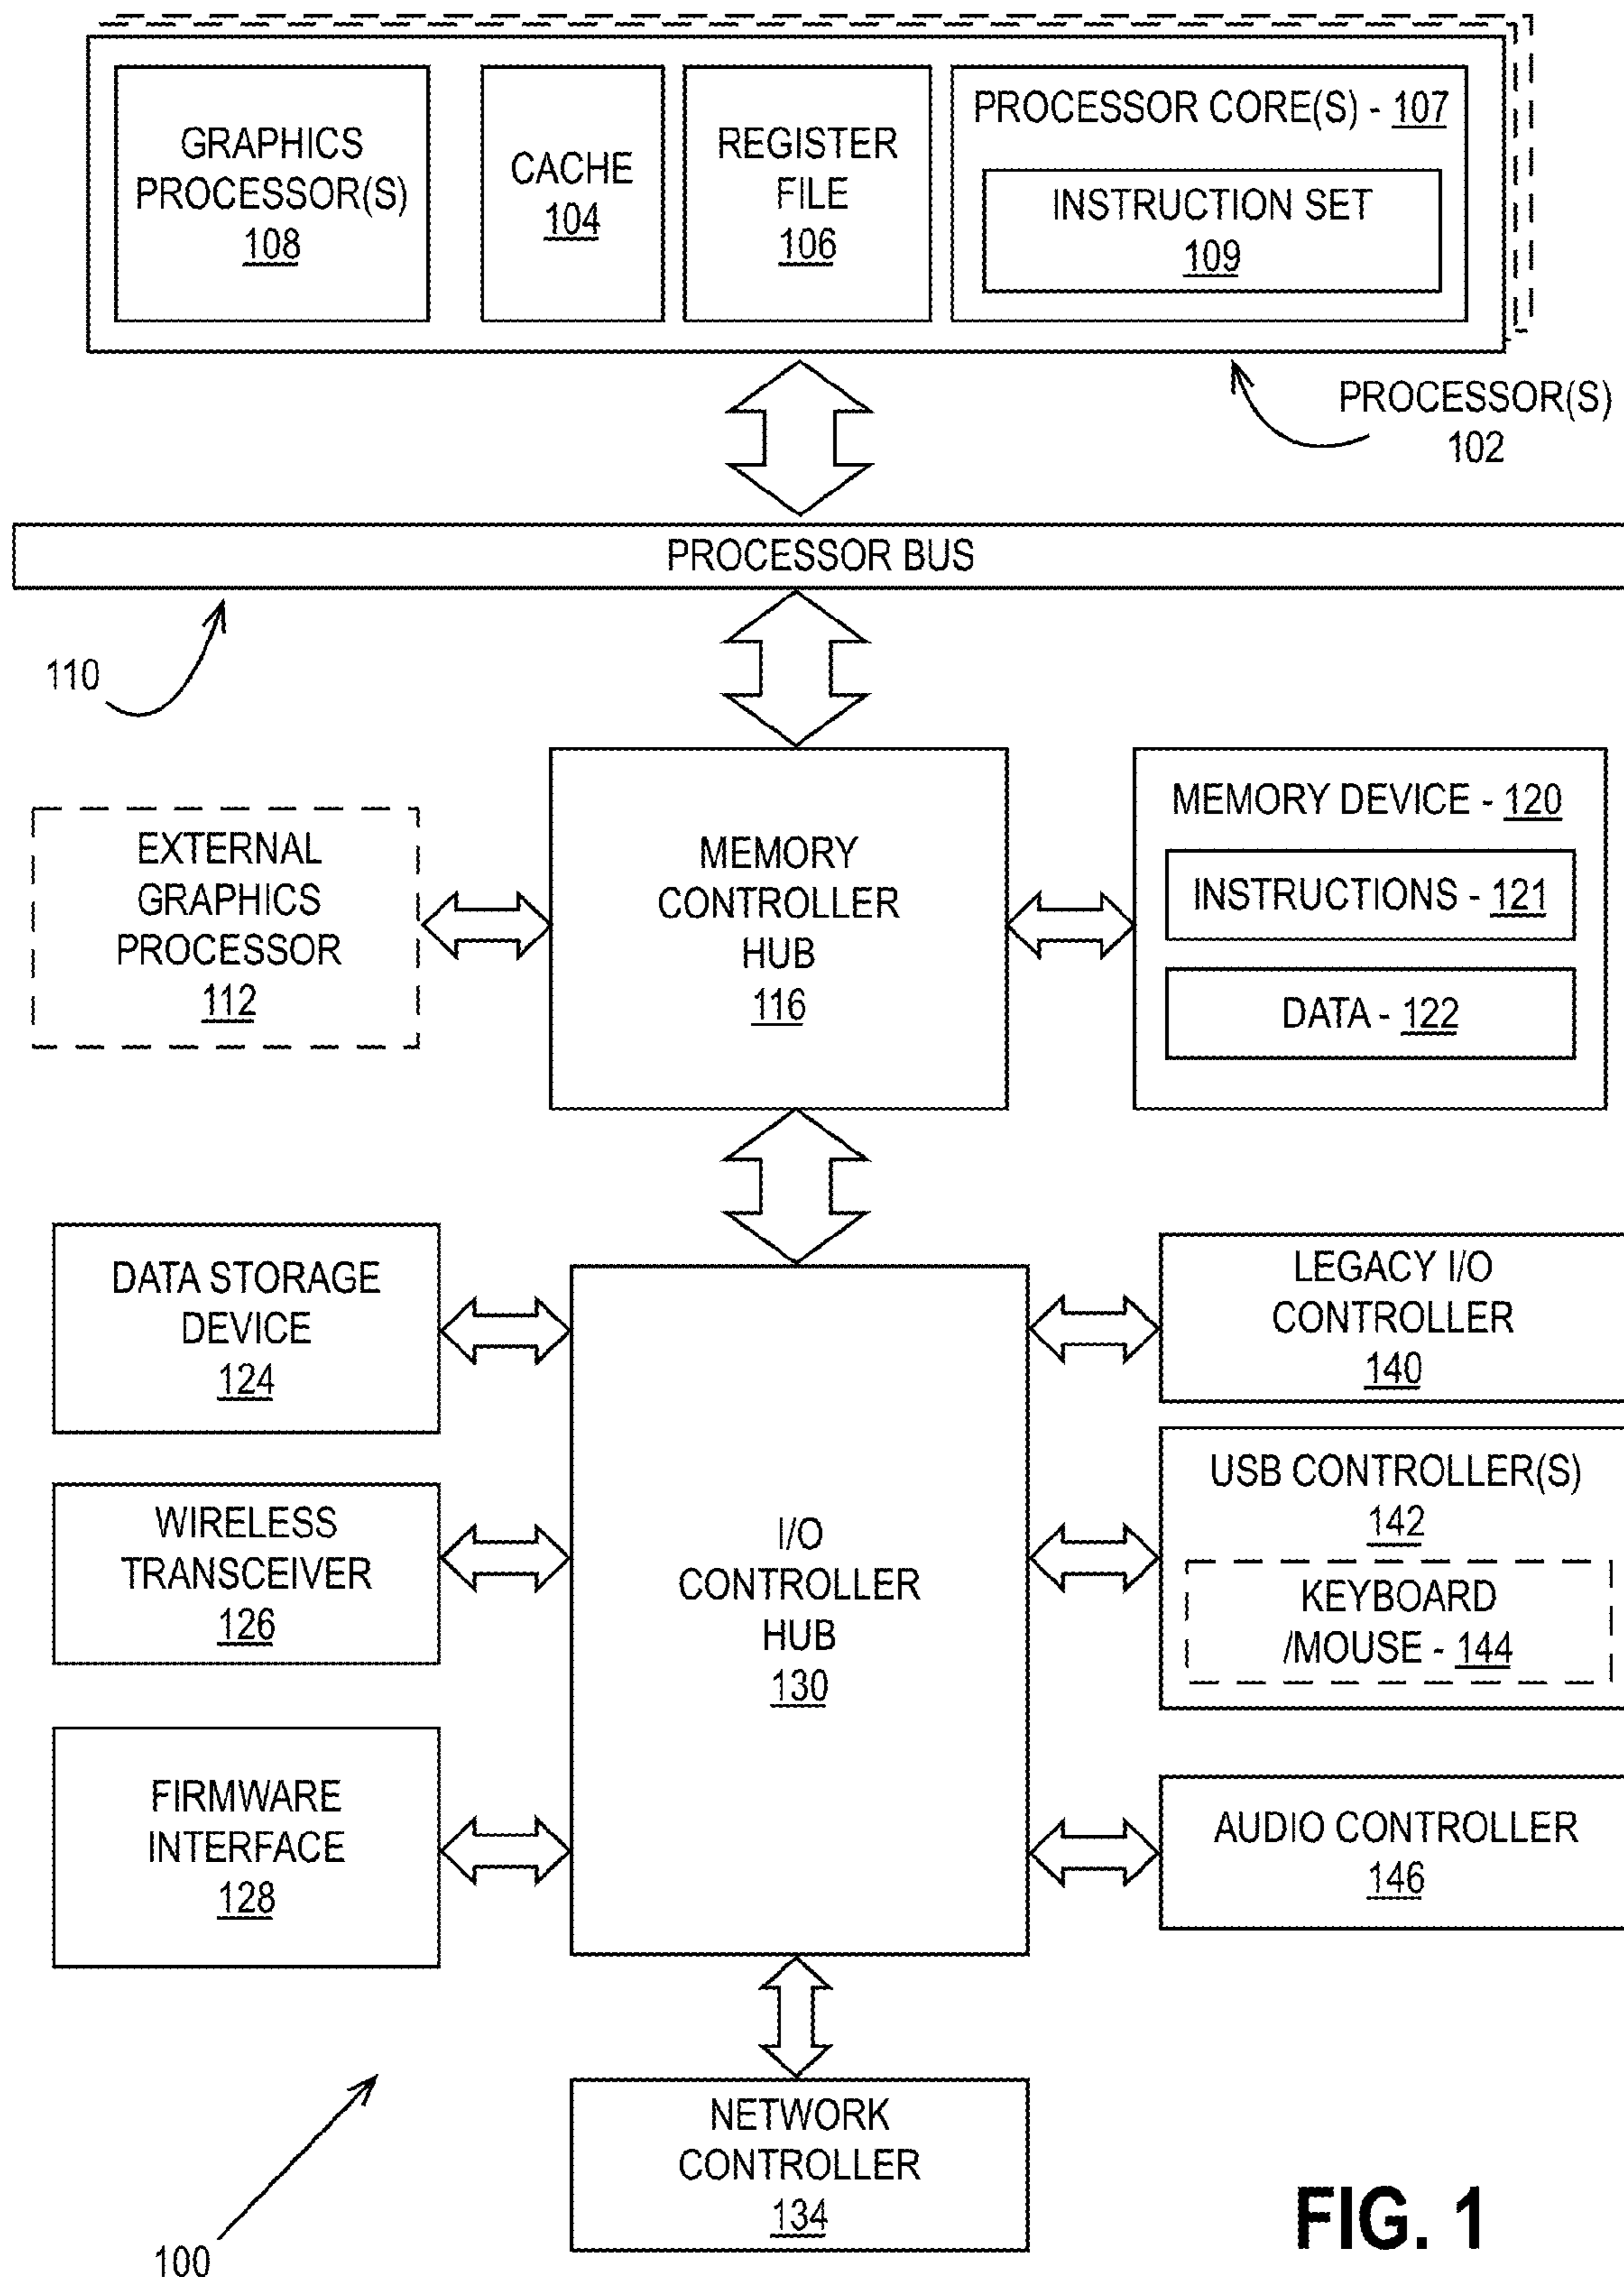 GRAPHICS
PROCESSOR(S)
108
CACHE
104
REGISTER
FILE
106
PROCESSOR CORE(S) - 107
INSTRUCTION SET
109
PROCESSOR(S)
102
PROCESSOR BUS
110
EXTERNAL
GRAPHICS
PROCESSOR
112
MEMORY
CONTROLLER
HUB
116
MEMORY DEVICE - 120
INSTRUCTIONS - 121
DATA - 122
DATA STORAGE
DEVICE
124
WIRELESS
TRANSCEIVER
126
FIRMWARE
INTERFACE
128
I/O
CONTROLLER
HUB
130
LEGACY I/O
CONTROLLER
140
USB CONTROLLER(S)
142
KEYBOARD
/MOUSE - 144
AUDIO CONTROLLER
146
NETWORK
CONTROLLER
134
100
FIG. 1